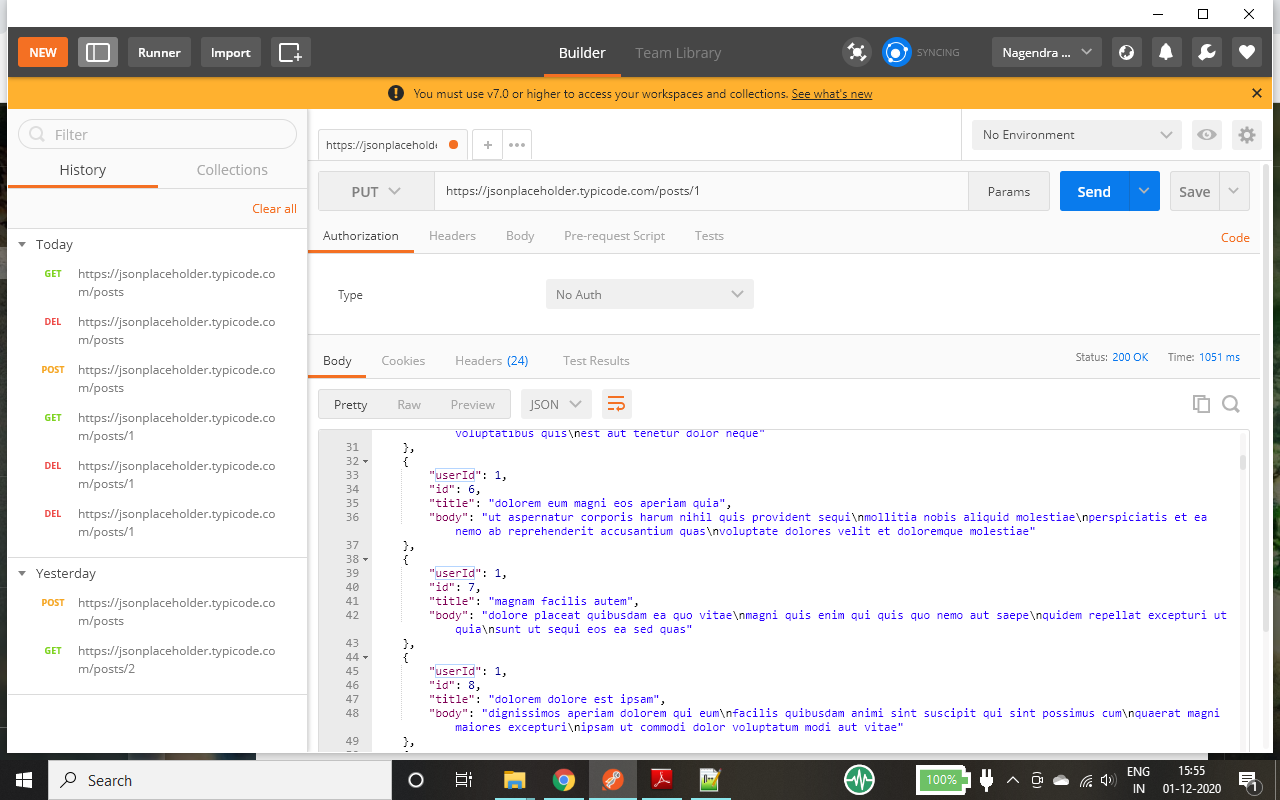 NEW
Runner
Import
Builder
Team Library
SYNCING
Nagendra ...
You must use v7.0 or higher to access your workspaces and collections. See what's new
Filter
History
Collections
Clear all
Today
GET
https://jsonplaceholder.typicode.co
m/posts
DEL
https://jsonplaceholder.typicode.co
m/posts
POST
https://jsonplaceholder.typicode.co
m/posts
GET
https://jsonplaceholder.typicode.co
m/posts/1
DEL
https://jsonplaceholder.typicode.co
m/posts/1
DEL
https://jsonplaceholder.typicode.co
m/posts/1
Yesterday
POST
https://jsonplaceholder.typicode.co
m/posts
GET
https://jsonplaceholder.typicode.co
m/posts/2
https://jsonplaceholde
No Environment
PUT
https://jsonplaceholder.typicode.com/posts/1
Params
Send
Save
Authorization
Headers
Body
Pre-request Script
Tests
Code
Type
No Auth
Body
Cookies
Headers (24)
Test Results
Status: 200 OK
Time: 1051 ms
Pretty
Raw
Preview
JSON
voluptatibus quis\nest aut tenetur dolor neque"
31 },
32 {
33 "userId": 1,
34 "id": 6,
35 "title": "dolorem eum magni eos aperiam quia",
36 "body": "ut aspernatur corporis harum nihil quis provident sequi\nmollitia nobis aliquid molestiae\nperspiciatis et ea
nemo ab reprehenderit accusantium quas\nvoluptate dolores velit et doloremque molestiae"
37 },
38 {
39 "userId": 1,
40 "id": 7,
41 "title": "magnam facilis autem",
42 "body": "dolore placeat quibusdam ea quo vitae\nmagni quis enim qui quis quo nemo aut saepe\nquidem repellat excepturi ut
quia\nsunt ut sequi eos ea sed quas"
43 },
44 {
45 "userId": 1,
46 "id": 8,
47 "title": "dolorem dolore est ipsam",
48 "body": "dignissimos aperiam dolorem qui eum\nfacilis quibusdam animi sint suscipit qui sint possimus cum\nquaerat magni
maiores excepturi\nipsam ut commodi dolor voluptatum modi aut vitae"
49 },
Search
100%
ENG
IN
15:55
01-12-2020
1